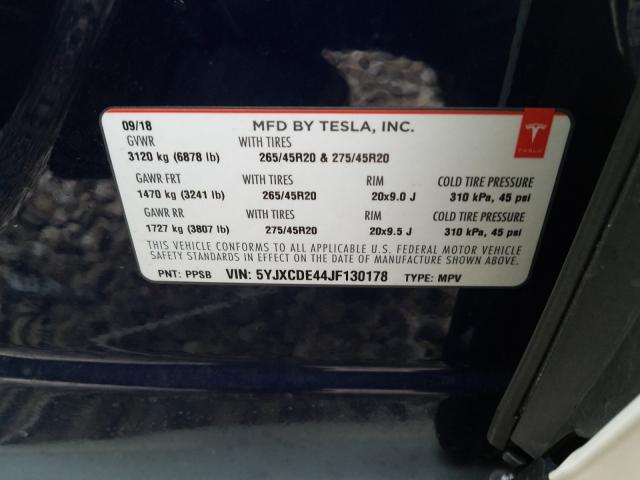 09/18 MFD BY TESLA, INC.
GVWR WITH TIRES
3120 kg (6878 lb) 265/45R20 & 275/45R20
GAWR FRT WITH TIRES RIM COLD TIRE PRESSURE
1470 kg (3241 lb) 265/45R20 20x9.0 J 310 kPa, 45 psi
GAWR RR WITH TIRES RIM COLD TIRE PRESSURE
1727 kg (3807 lb) 275/45R20 20x9.5 J 310 kPa, 45 psi
THIS VEHICLE CONFORMS TO ALL APPLICABLE U.S. FEDERAL MOTOR VEHICLE
SAFETY STANDARDS IN EFFECT ON THE DATE OF MANUFACTURE SHOWN ABOVE.
PNT: PPSB VIN: 5YJXCDE44JF130178 TYPE: MPV
TESLA